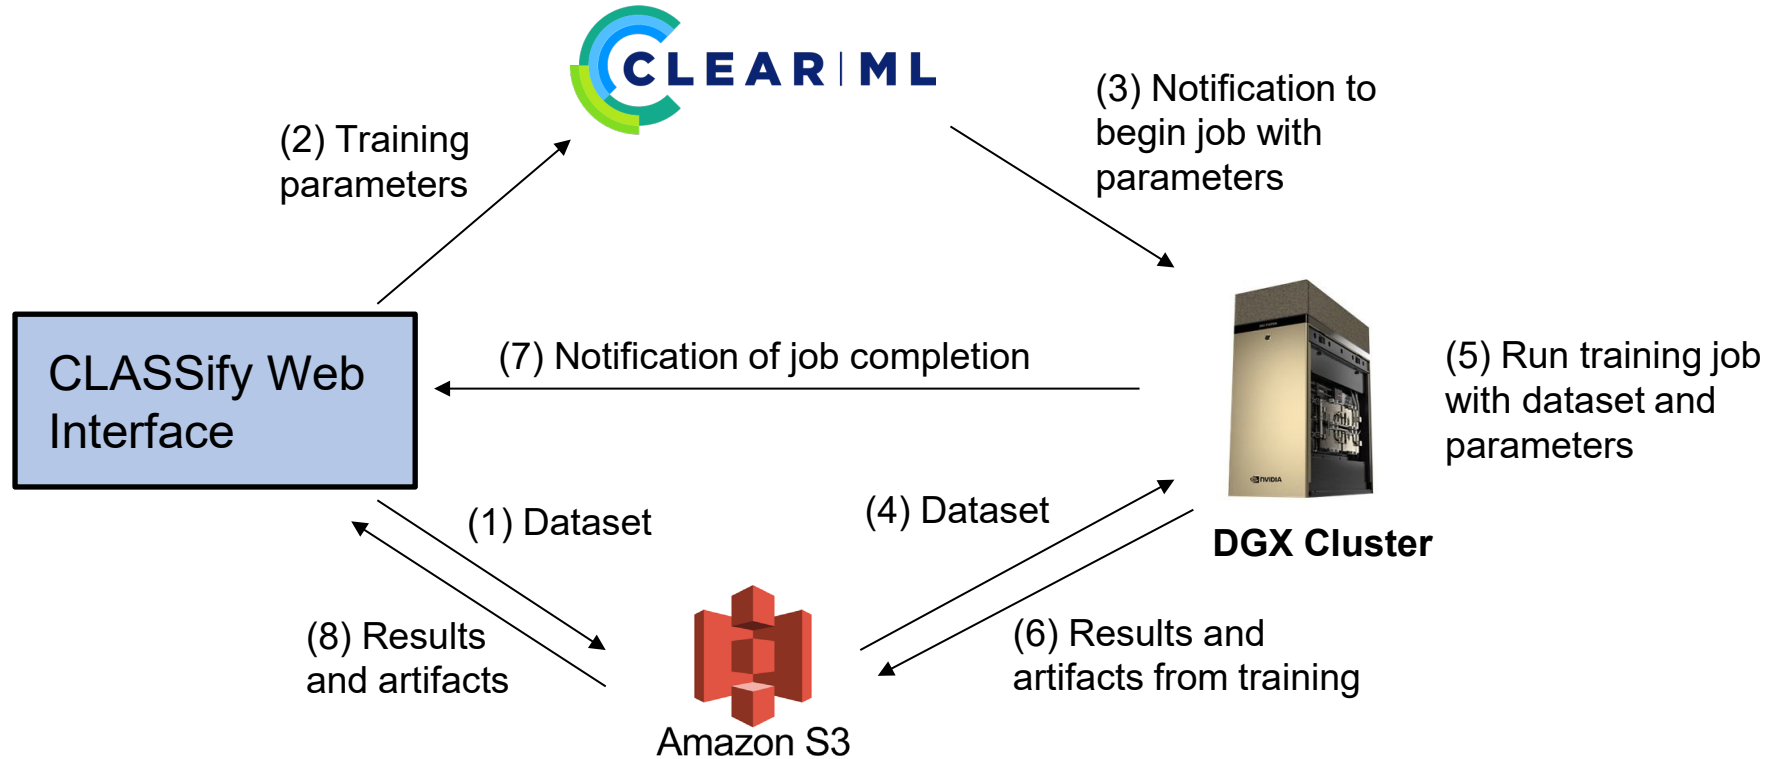 CLEAR|ML
(2) Training
parameters
(3) Notification to
begin job with
parameters
CLASSify Web
Interface
(7) Notification of job completion
NVIDIA
DGX Cluster
(5) Run training job
with dataset and
parameters
(1) Dataset
(4) Dataset
(8) Results
and artifacts
(6) Results and
artifacts from training
Amazon S3